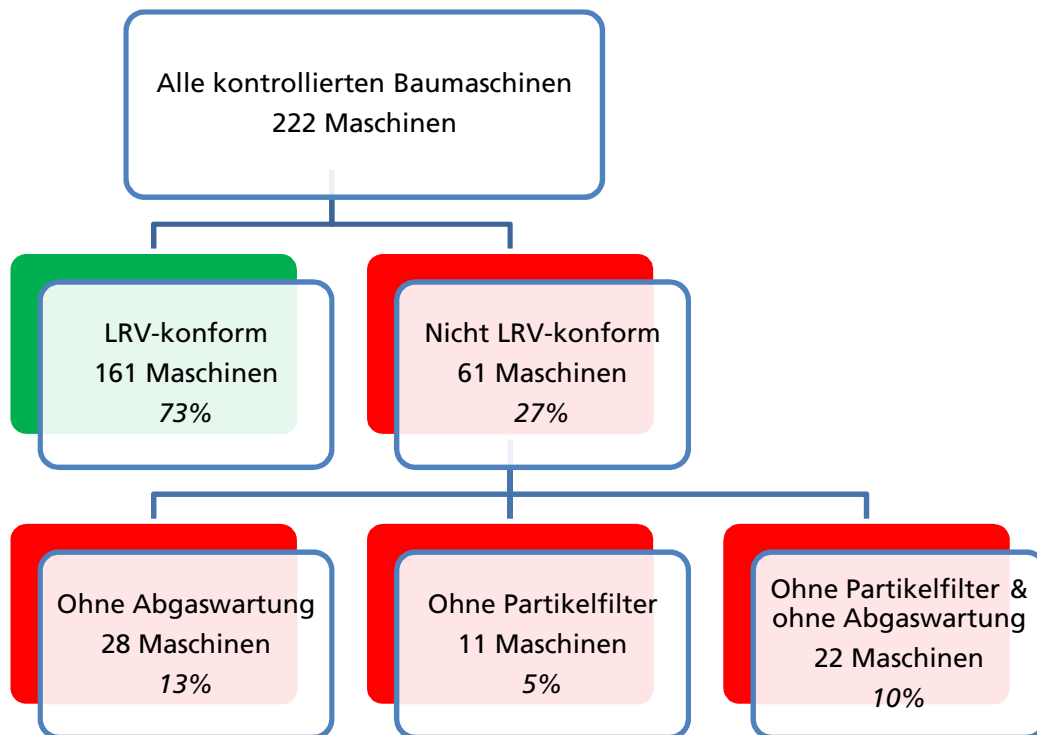 Alle kontrollierten Baumaschinen
222 Maschinen
LRV-konform
161 Maschinen
73%
Nicht LRV-konform
61 Maschinen
27%
Ohne Abgaswartung
28 Maschinen
13%
Ohne Partikelfilter
11 Maschinen
5%
Ohne Partikelfilter &
ohne Abgaswartung
22 Maschinen
10%